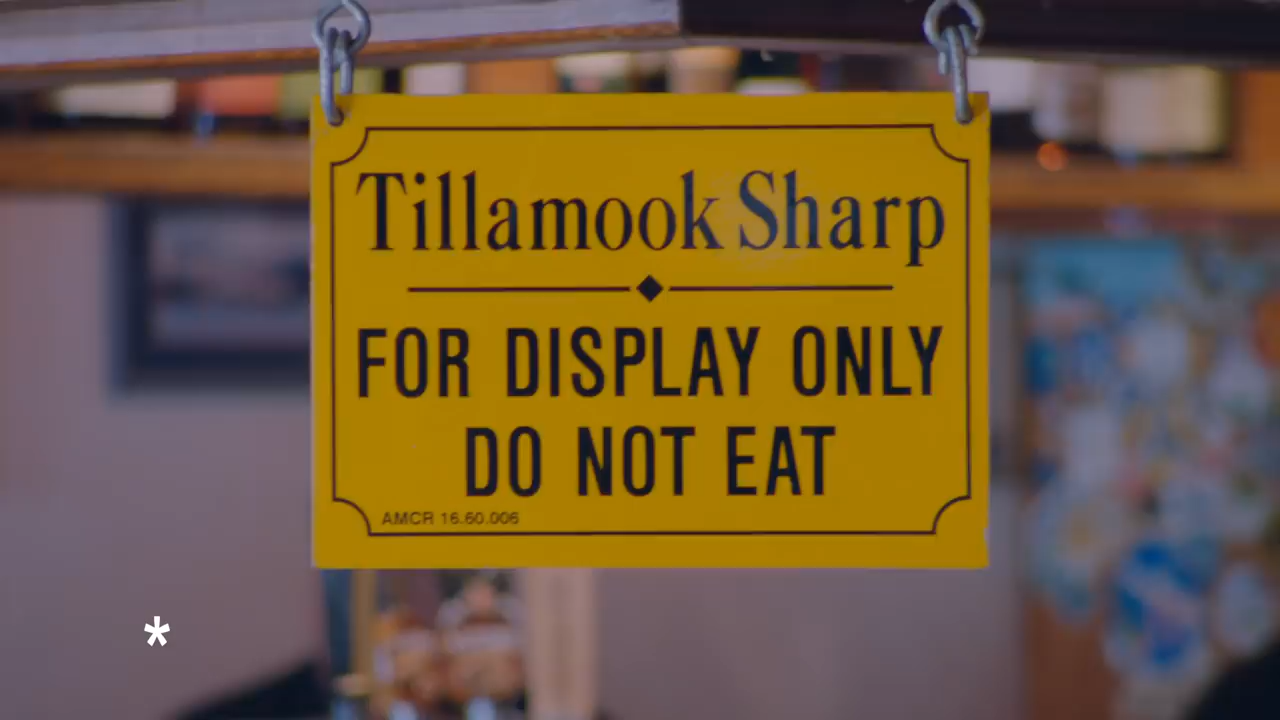 Tillamook Sharp
FOR DISPLAY ONLY
DO NOT EAT
AMCR 16.60.006
*